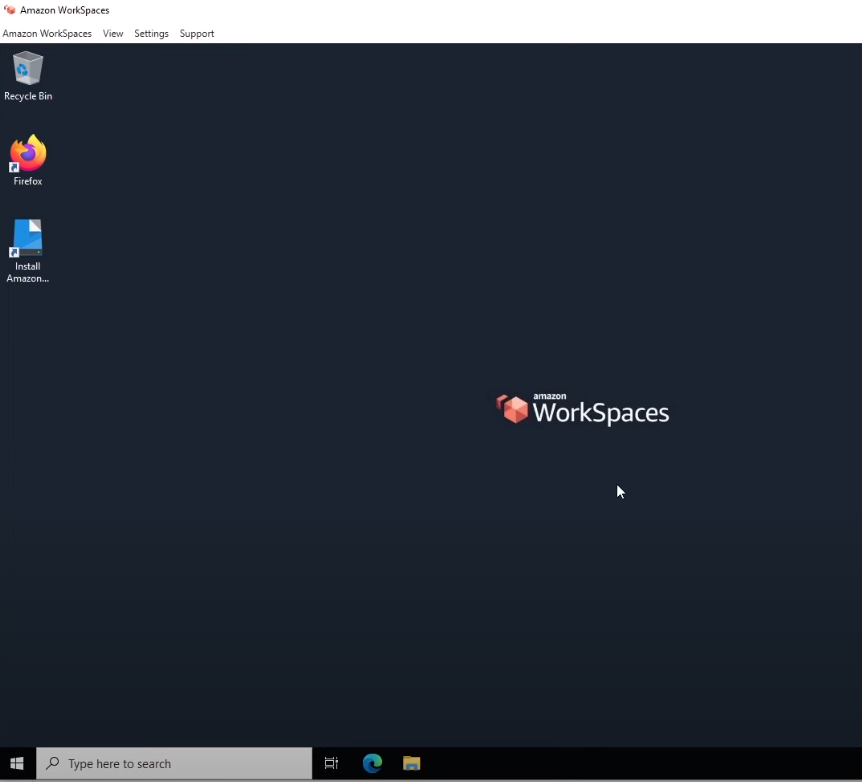 Amazon WorkSpaces
Amazon WorkSpaces View Settings Support
Recycle Bin
Firefox
Install
Amazon...
amazon
WorkSpaces
Type here to search